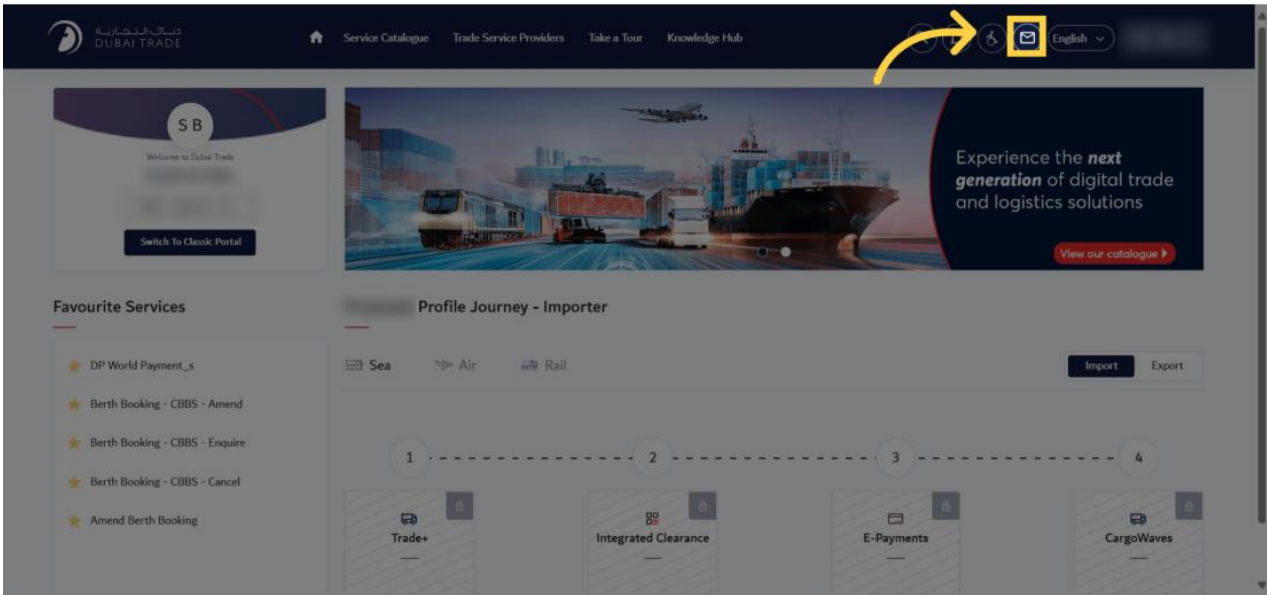 دبي التجارية
DUBAI TRADE
Service Catalogue
Trade Service Providers
Take a Tour
Knowledge Hub
English
S B
Welcome to Dubai Trade
Switch To Classic Portal
Experience the next
generation of digital trade
and logistics solutions
View our catalogue
Favourite Services
DP World Payment_s
Berth Booking - CBBS - Amend
Berth Booking - CBBS - Enquire
Berth Booking - CBBS - Cancel
Amend Berth Booking
Profile Journey - Importer
Sea
Air
Rail
Import
Export
1
2
3
4
Trade+
Integrated Clearance
E-Payments
CargoWaves